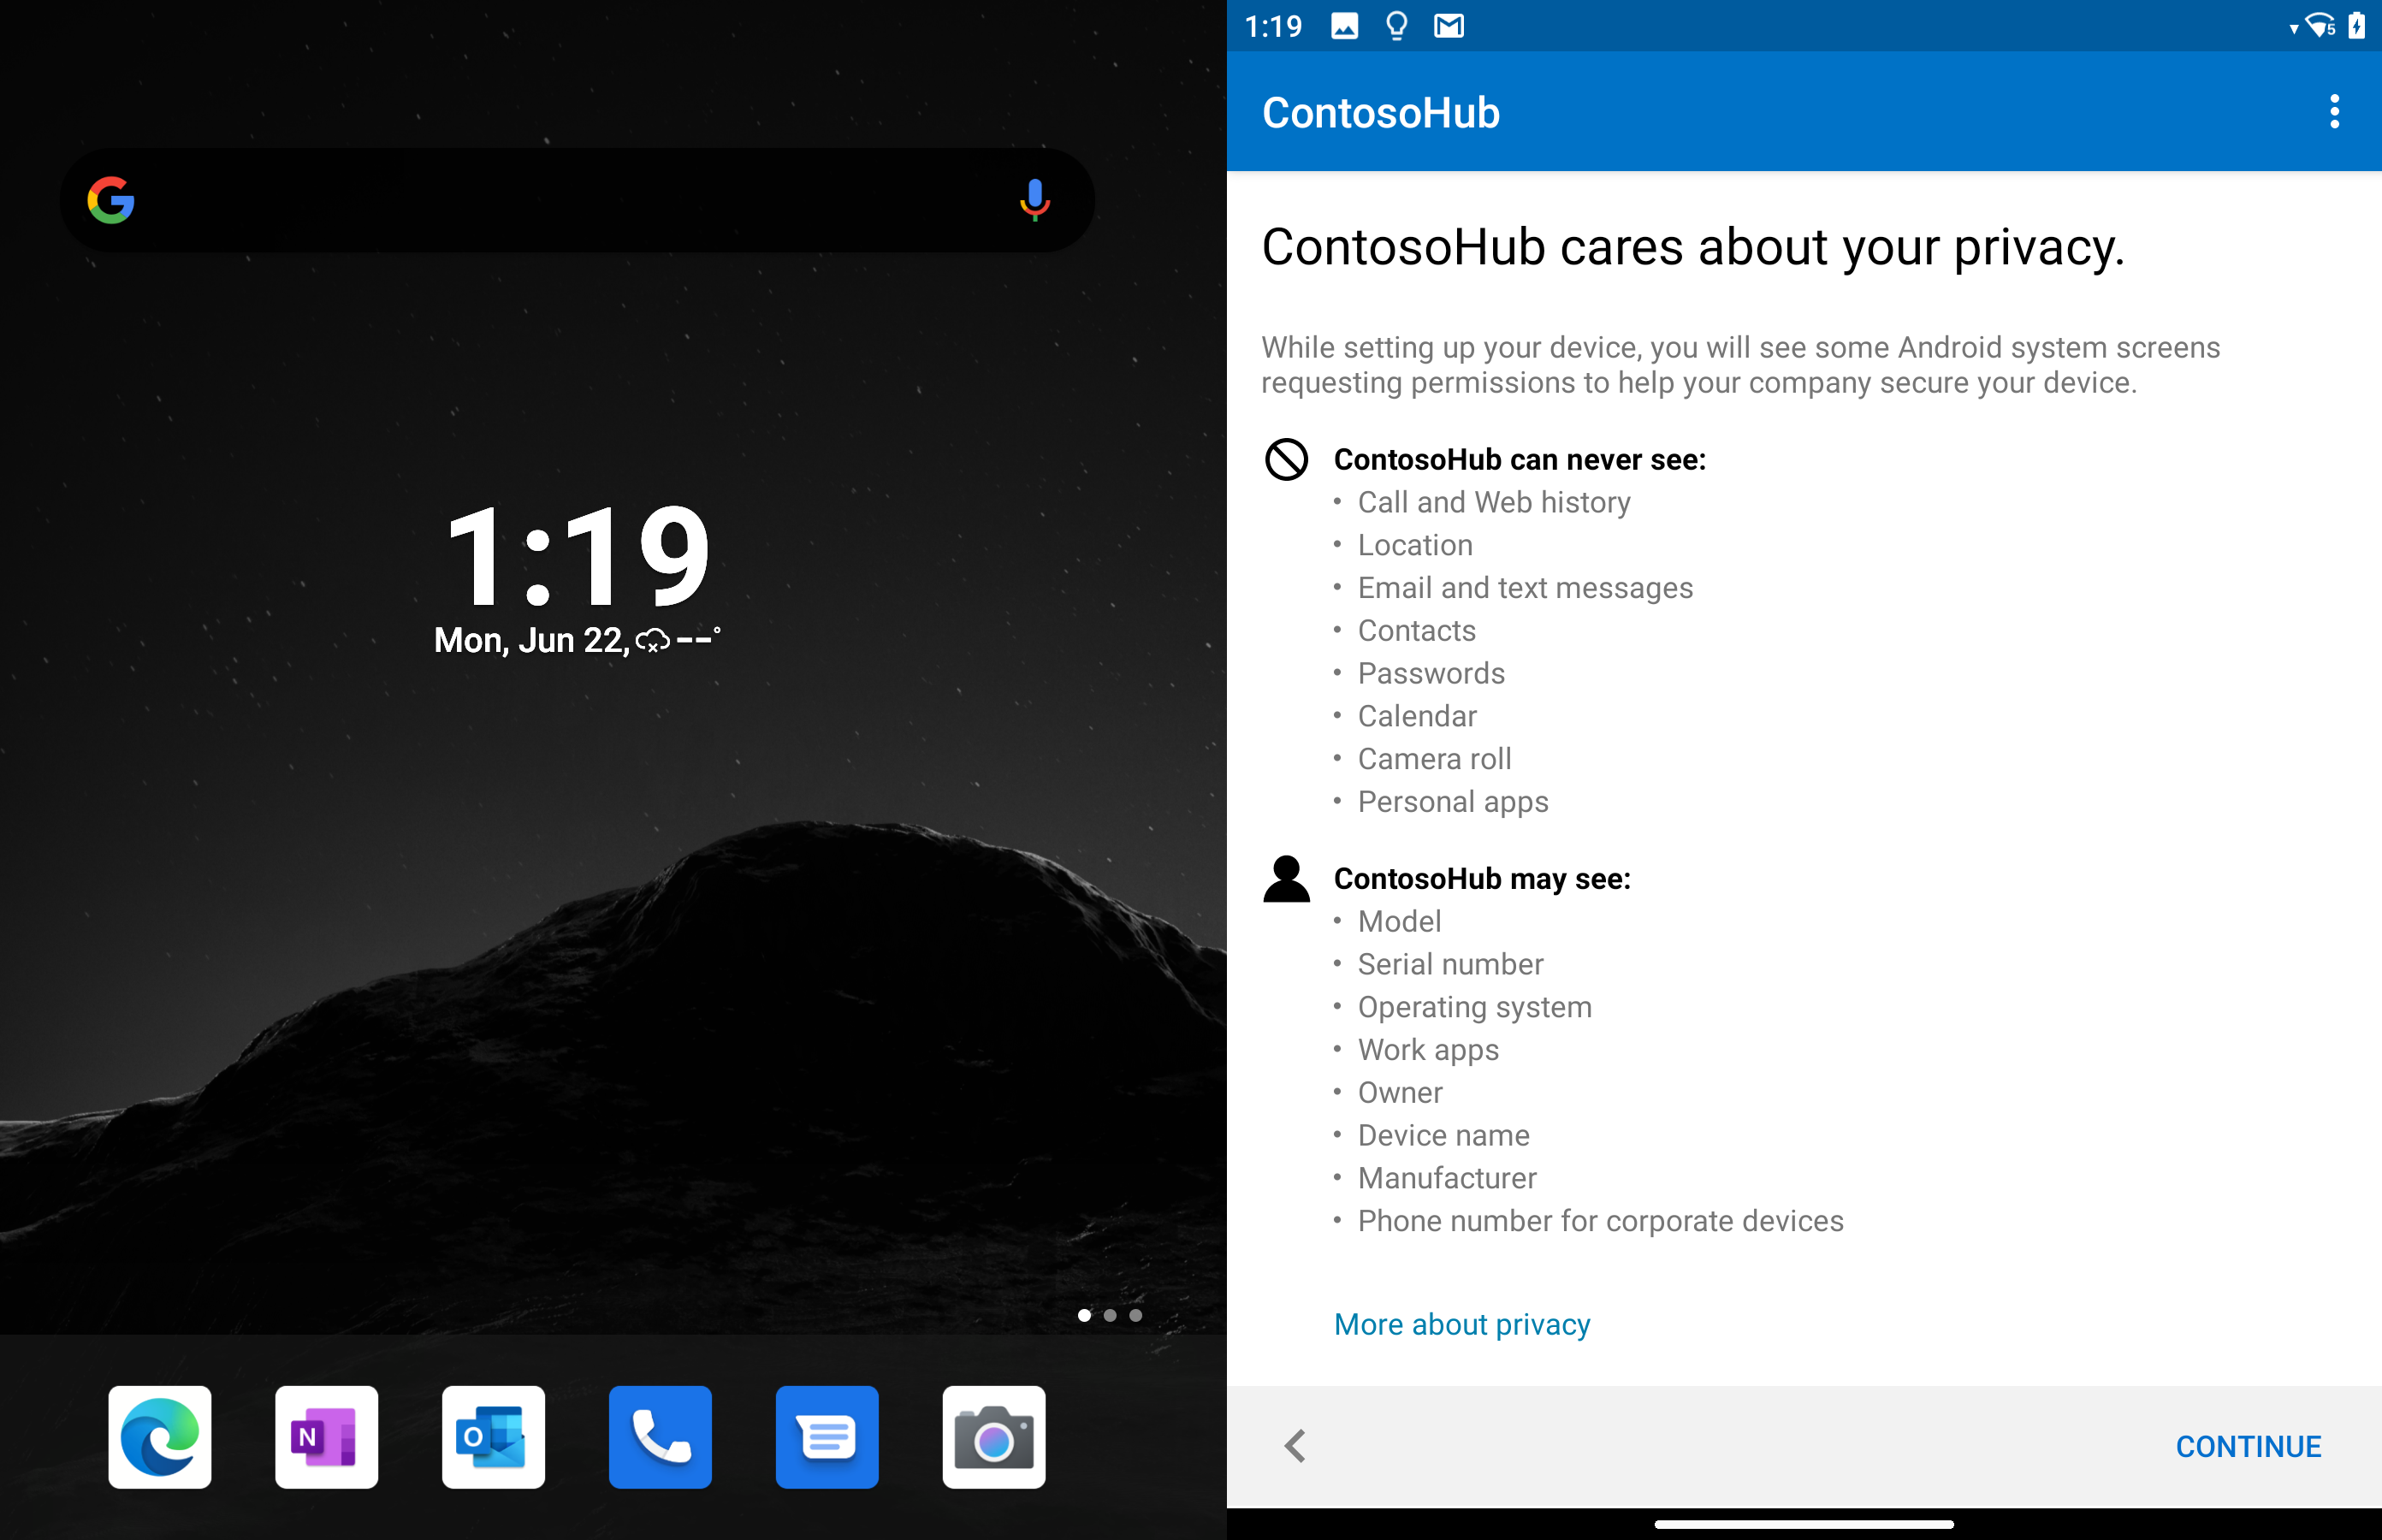 1:19
Mon, Jun 22, --°
N
O
1:19
5
ContosoHub
ContosoHub cares about your privacy.
While setting up your device, you will see some Android system screens
requesting permissions to help your company secure your device.
ContosoHub can never see:
• Call and Web history
• Location
• Email and text messages
• Contacts
• Passwords
• Calendar
• Camera roll
• Personal apps
ContosoHub may see:
• Model
• Serial number
• Operating system
• Work apps
• Owner
• Device name
• Manufacturer
• Phone number for corporate devices
More about privacy
CONTINUE